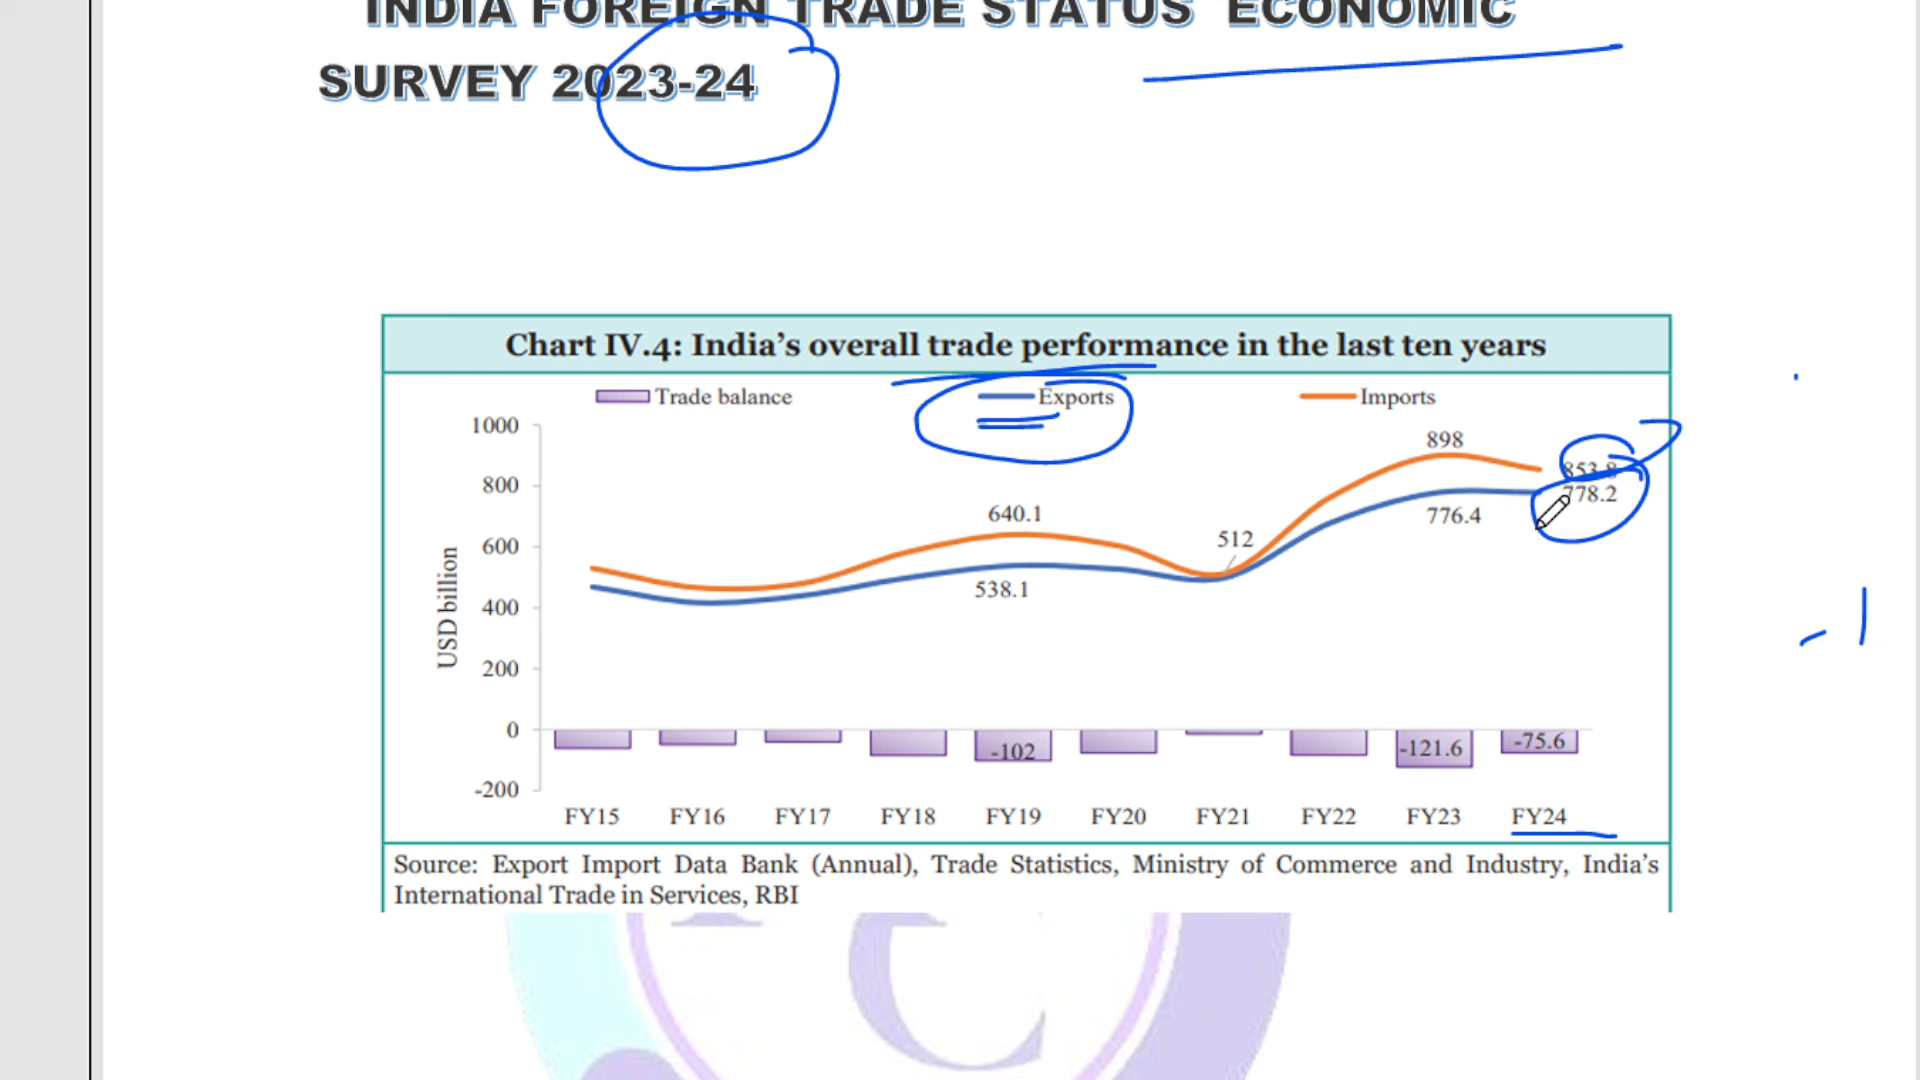 INDIA FOREIGN TRADE STATUS ECONOMIC
SURVEY 2023-24
Chart IV.4: India's overall trade performance in the last ten years
Trade balance Exports Imports
1000
800
600
400
200
0
-200
USD billion
898
853.8
778.2
776.4
640.1
538.1
512
-102
-121.6
-75.6
FY15 FY16 FY17 FY18 FY19 FY20 FY21 FY22 FY23 FY24
Source: Export Import Data Bank (Annual), Trade Statistics, Ministry of Commerce and Industry, India's
International Trade in Services, RBI
- 1